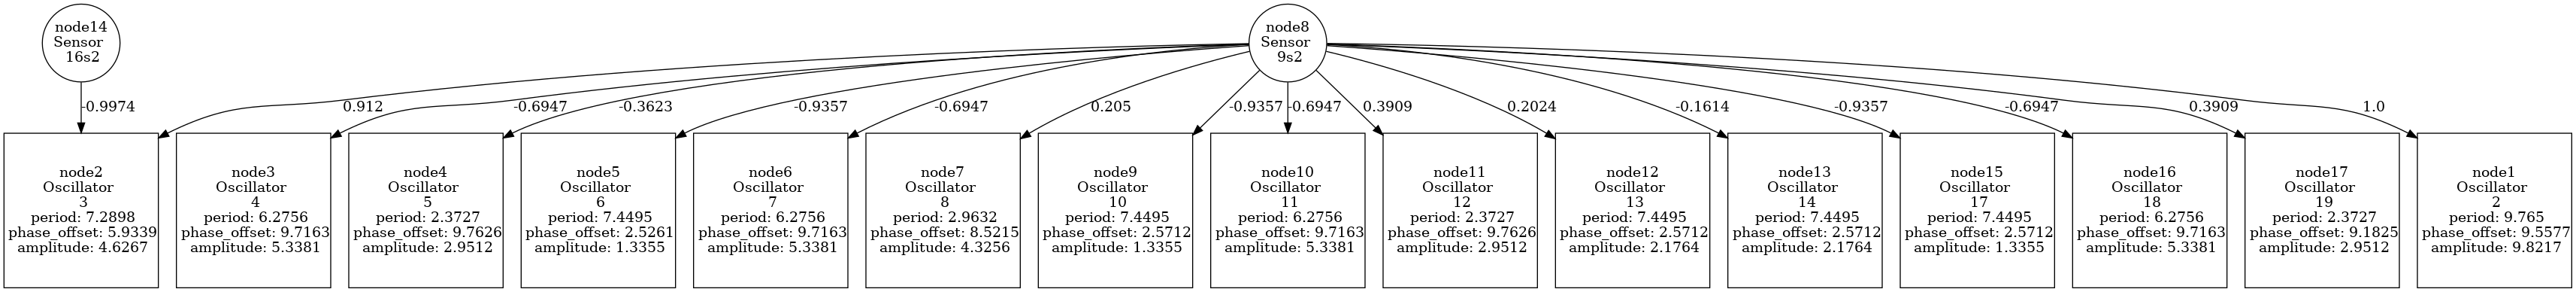 node14
Sensor
16s2
node8
Sensor
9s2
-0.9974
0.912
-0.6947
-0.3623
-0.9357
-0.6947
0.205
-0.9357
-0.6947
0.3909
0.2024
-0.1614
-0.9357
-0.6947
0.3909
1.0
node2
Oscillator
3
period: 7.2898
phase_offset: 5.9339
amplitude: 4.6267
node3
Oscillator
4
period: 6.2756
phase_offset: 9.7163
amplitude: 5.3381
node4
Oscillator
5
period: 2.3727
phase_offset: 9.7626
amplitude: 2.9512
node5
Oscillator
6
period: 7.4495
phase_offset: 2.5261
amplitude: 1.3355
node6
Oscillator
7
period: 6.2756
phase_offset: 9.7163
amplitude: 5.3381
node7
Oscillator
8
period: 2.9632
phase_offset: 8.5215
amplitude: 4.3256
node9
Oscillator
10
period: 7.4495
phase_offset: 2.5712
amplitude: 1.3355
node10
Oscillator
11
period: 6.2756
phase_offset: 9.7163
amplitude: 5.3381
node11
Oscillator
12
period: 2.3727
phase_offset: 9.7626
amplitude: 2.9512
node12
Oscillator
13
period: 7.4495
phase_offset: 2.5712
amplitude: 2.1764
node13
Oscillator
14
period: 7.4495
phase_offset: 2.5712
amplitude: 2.1764
node15
Oscillator
17
period: 7.4495
phase_offset: 2.5712
amplitude: 1.3355
node16
Oscillator
18
period: 6.2756
phase_offset: 9.7163
amplitude: 5.3381
node17
Oscillator
19
period: 2.3727
phase_offset: 9.1825
amplitude: 2.9512
node1
Oscillator
2
period: 9.765
phase_offset: 9.5577
amplitude: 9.8217